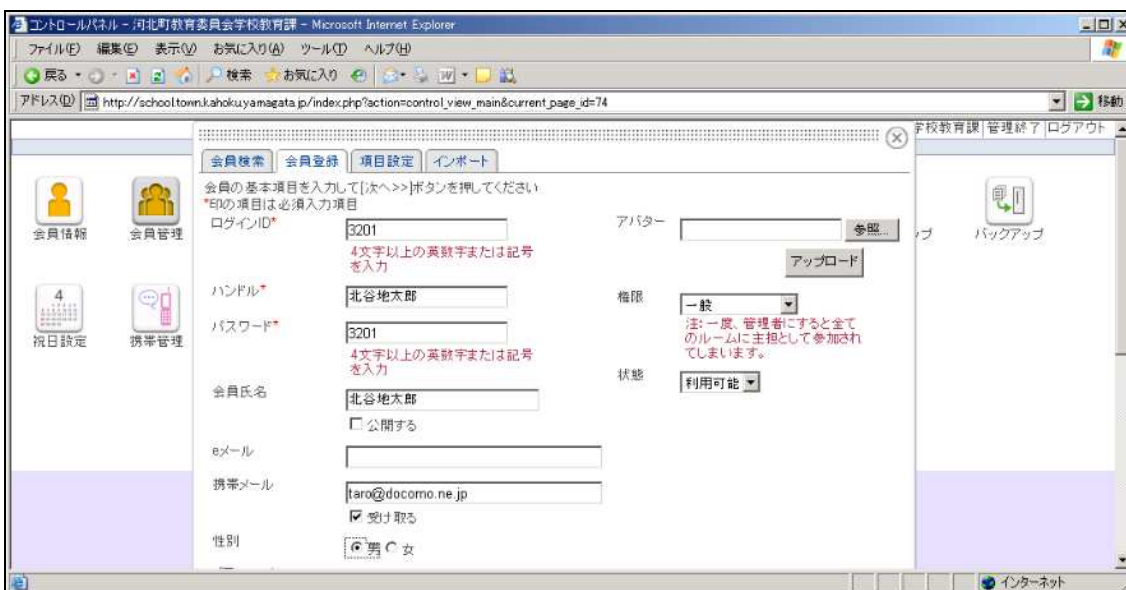 コントロールパネル - 河北町教育委員会学校教育課 - Microsoft Internet Explorer
ファイル(F) 編集(E) 表示(V) お気に入り(A) ツール(T) ヘルプ(H)
戻る 検索 お気に入り
アドレス(D) http://school.town.kahoku.yamagata.jp/index.php?action=control_view_main&current_page_id=74 移動
学校教育課|管理終了|ログアウト
会員検索 会員登録 項目設定 インポート
会員の基本項目を入力して[次へ>>]ボタンを押してください
*印の項目は必須入力項目
ログインID* 3201 アバター 参照...
4文字以上の英数字または記号
を入力
アップロード
会員情報 会員管理 ップ バックアップ
ハンドル* 北谷地太郎 権限 一般
注:一度、管理者にすると全て
のルームに主担として参加され
てしまいます。
パスワード* 3201
4文字以上の英数字または記号
を入力
4
祝日設定 携帯管理
状態 利用可能
会員氏名 北谷地太郎
公開する
eメール
携帯メール taro@docomo.ne.jp
受け取る
性別 男 女
インターネット